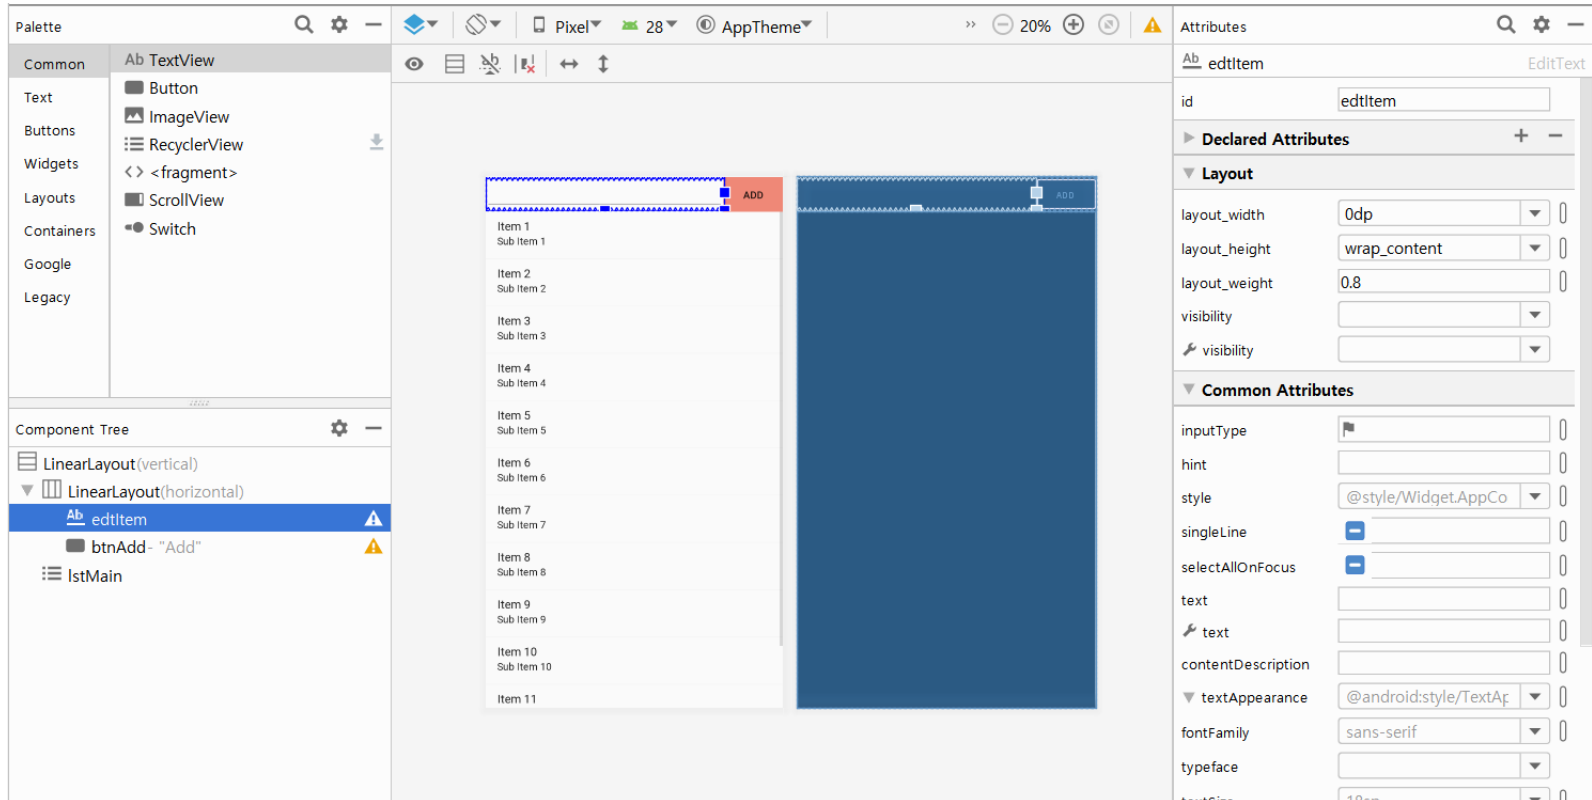 Palette
Common
Text
Buttons
Widgets
Layouts
Containers
Google
Legacy
Ab TextView
Button
ImageView
RecyclerView
<fragment>
ScrollView
Switch
Component Tree
LinearLayout(vertical)
LinearLayout(horizontal)
Ab edtItem
btnAdd- "Add"
lstMain
Pixel
28
AppTheme
20%
ADD
Item 1
Sub Item 1
Item 2
Sub Item 2
Item 3
Sub Item 3
Item 4
Sub Item 4
Item 5
Sub Item 5
Item 6
Sub Item 6
Item 7
Sub Item 7
Item 8
Sub Item 8
Item 9
Sub Item 9
Item 10
Sub Item 10
Item 11
ADD
Attributes
Ab edtItem EditText
id edtItem
Declared Attributes
Layout
layout_width 0dp
layout_height wrap_content
layout_weight 0.8
visibility
visibility
Common Attributes
inputType
hint
style @style/Widget.AppCo
singleLine
selectAllOnFocus
text
text
contentDescription
textAppearance @android:style/TextAp
fontFamily sans-serif
typeface